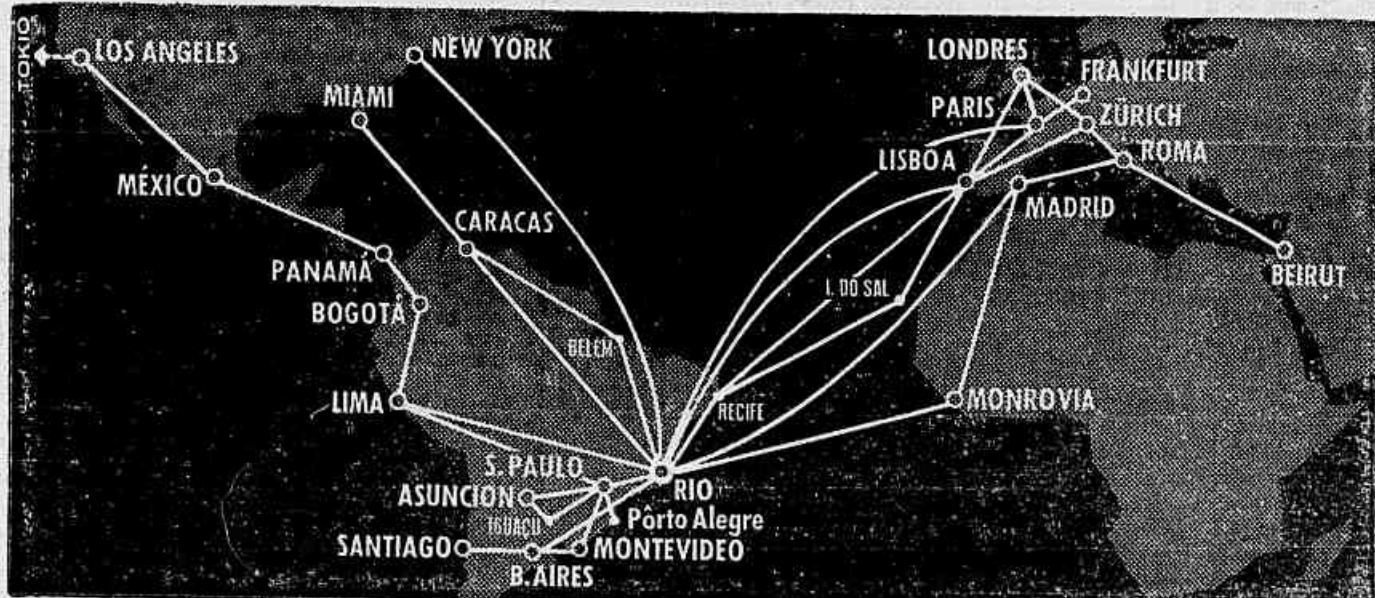 TOKIO
LOS ANGELES
NEW YORK
MIAMI
MÉXICO
CARACAS
PANAMÁ
BOGOTÁ
BELÉM
LIMA
S. PAULO
ASUNCION
IGUAÇU
SANTIAGO
B. AIRES
MONTEVIDEO
Pôrto Alegre
RIO
RECIFE
LONDRES
FRANKFURT
PARIS
ZÜRICH
LISBOA
ROMA
MADRID
I. DO SAL
BEIRUT
MONROVIA